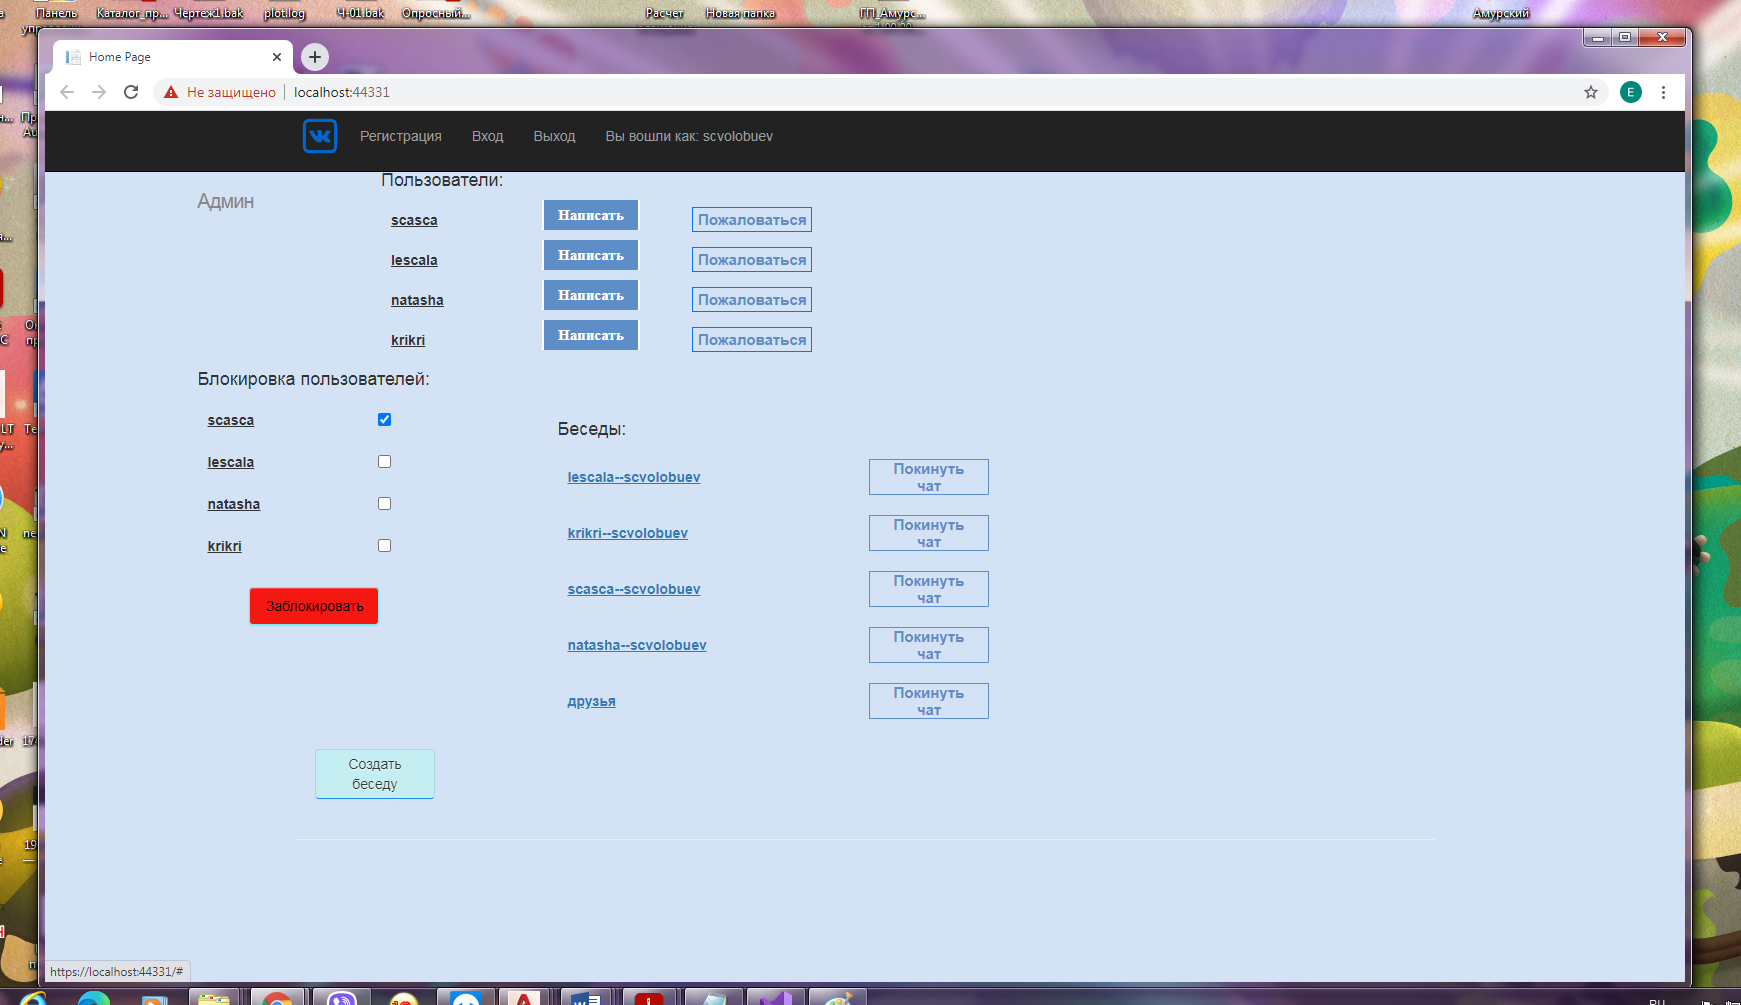 Панель
Каталог_пр...
Чертеж1.bak
plot.log
Ч-01.bak
Опросный...
Расчет
Новая папка
ГП_Амурс...
Амурский
Home Page
Не защищено
localhost:44331
E
Регистрация
Вход
Выход
Вы вошли как: scvolobuev
Админ
Пользователи:
scasca Написать Пожаловаться
lescala Написать Пожаловаться
natasha Написать Пожаловаться
krikri Написать Пожаловаться
Блокировка пользователей:
scasca
lescala
natasha
krikri
Заблокировать
Беседы:
lescala--scvolobuev
Покинуть
чат
krikri--scvolobuev
Покинуть
чат
scasca--scvolobuev
Покинуть
чат
natasha--scvolobuev
Покинуть
чат
друзья
Покинуть
чат
Создать
беседу
https://localhost:44331/#